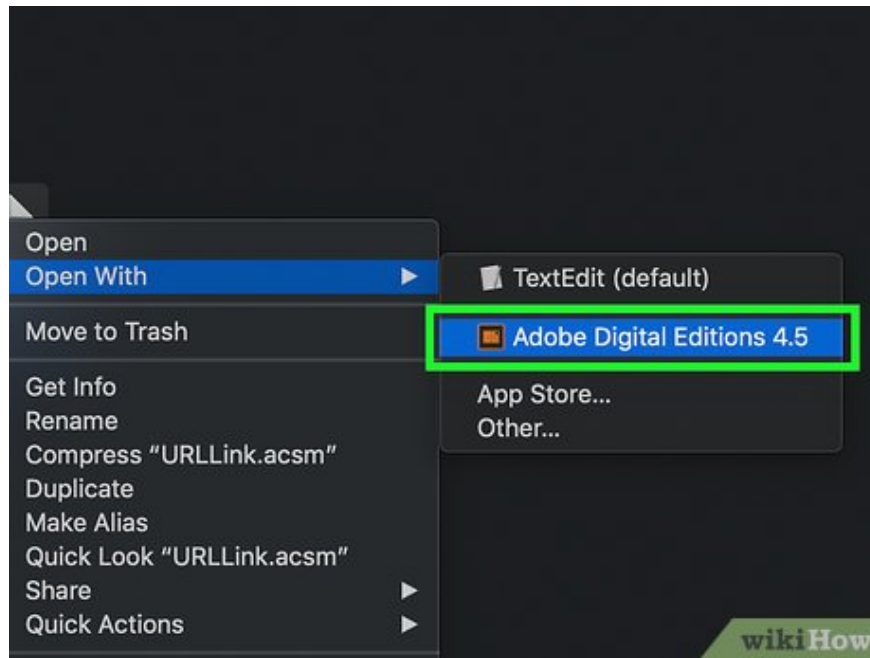 Open
Open With
Move to Trash
Get Info
Rename
Compress “URLLink.acsm”
Duplicate
Make Alias
Quick Look “URLLink.acsm”
Share
Quick Actions
TextEdit (default)
Adobe Digital Editions 4.5
App Store...
Other...
wikiHow